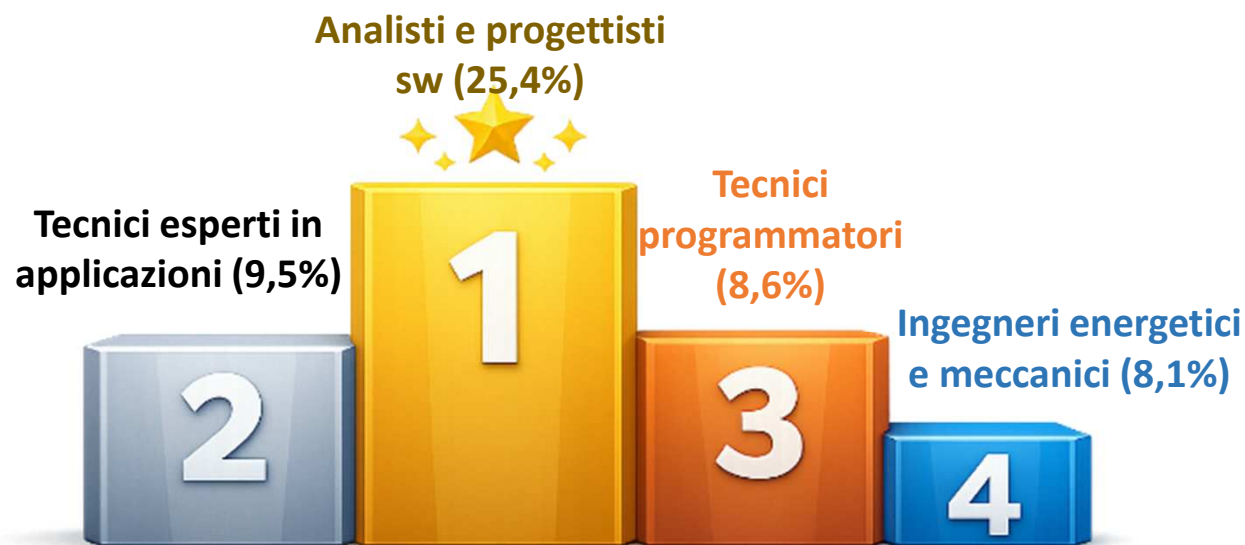 Analisti e progettisti
sw (25,4%)
Tecnici esperti in
applicazioni (9,5%)
Tecnici
programmatori
(8,6%)
Ingegneri energetici
e meccanici (8,1%)
2
1
3
4